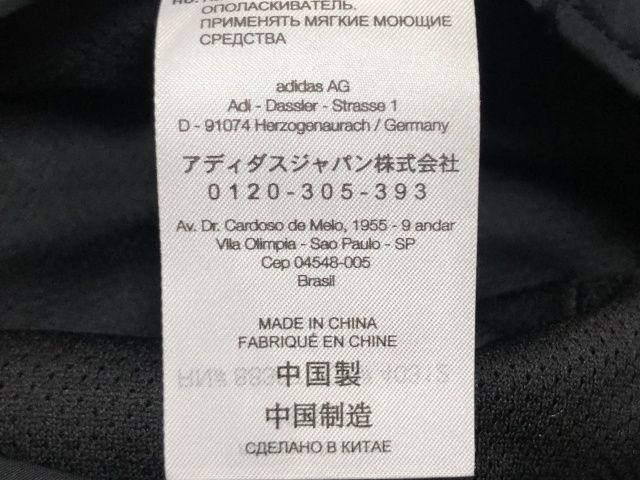 ОПОЛАСКИВАТЕЛЬ.
ПРИМЕНЯТЬ МЯГКИЕ МОЮЩИЕ
СРЕДСТВА
adidas AG
Adi - Dassler - Strasse 1
D - 91074 Herzogenaurach / Germany
アディダスジャパン株式会社
0120-305-393
Av. Dr. Cardoso de Melo, 1955 - 9 andar
Vila Olimpia - Sao Paulo - SP
Cep 04548-005
Brasil
MADE IN CHINA
FABRIQUÉ EN CHINE
中国製
中国制造
СДЕЛАНО В КИТАЕ